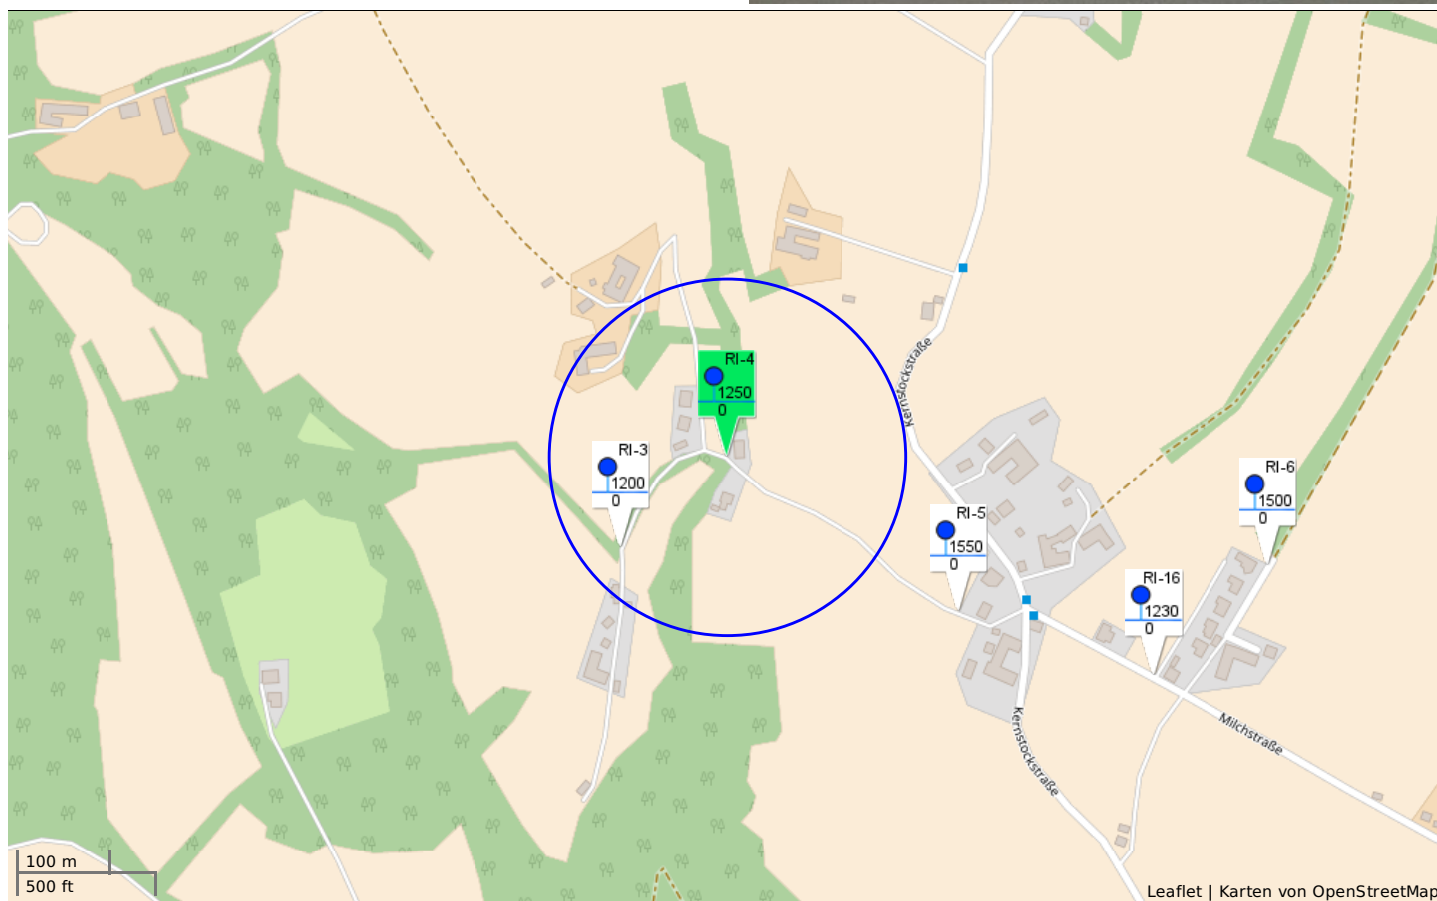 RI-4
1250
0
Kernstockstraße
RI-3
1200
0
RI-6
1500
0
RI-5
1550
0
RI-16
1230
0
Kernstockstraße
Milchstraße
100 m
500 ft
Leaflet | Karten von OpenStreetMap